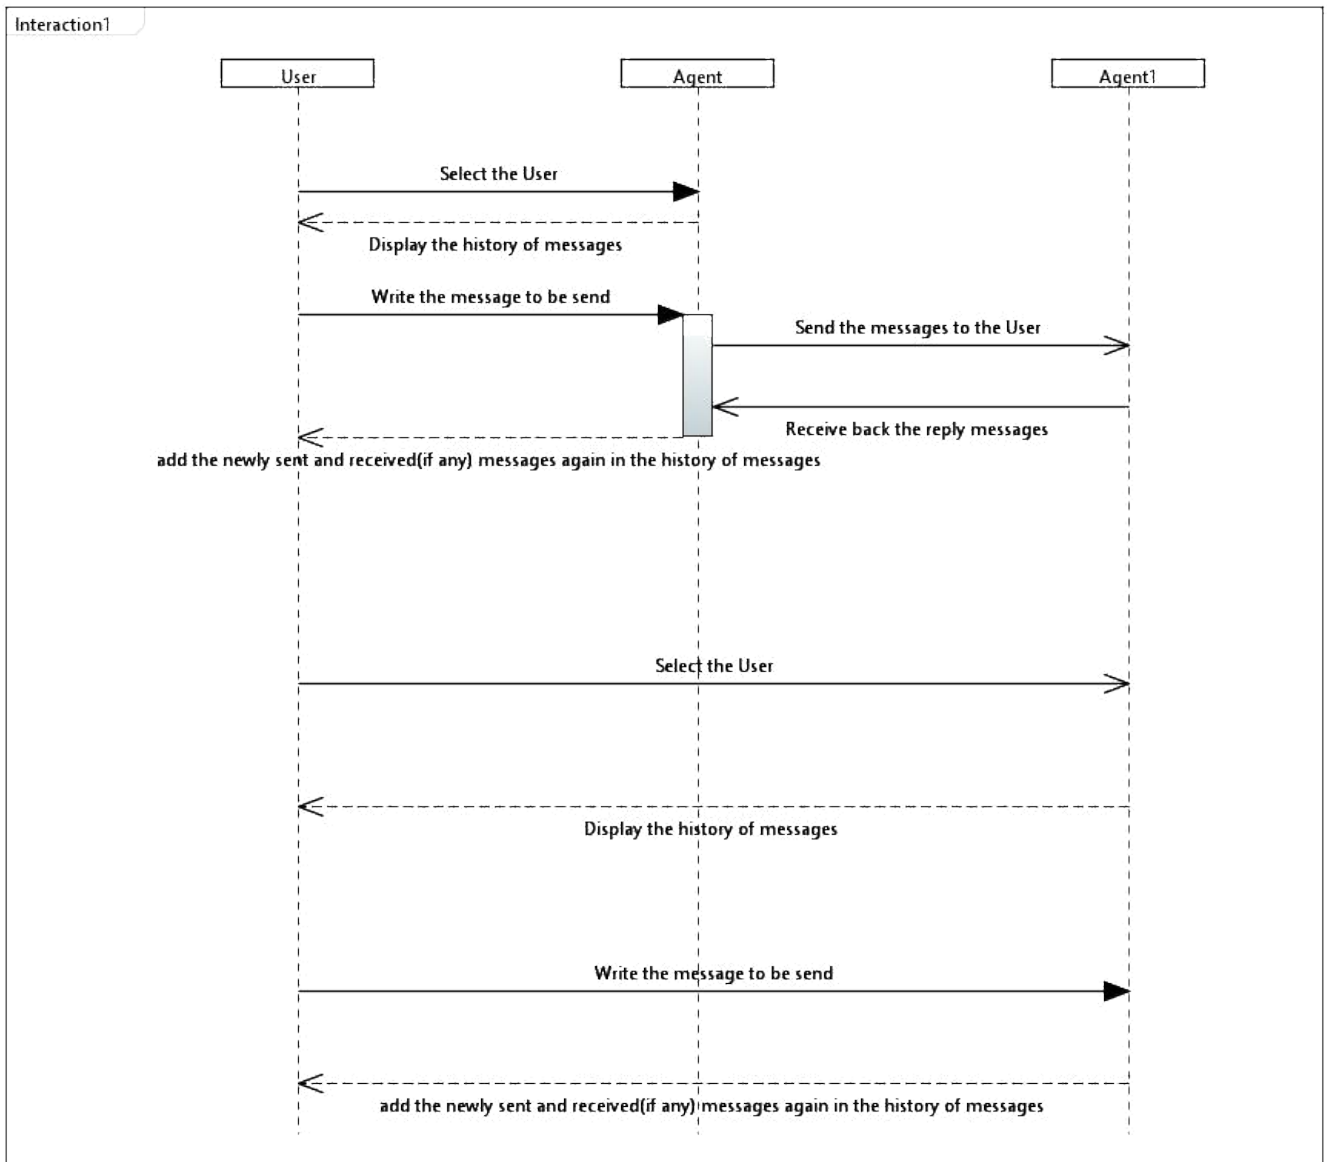 Interaction1
User
Agent
Agent1
Select the User
Display the history of messages
Write the message to be send
Send the messages to the User
Receive back the reply messages
add the newly sent and received(if any) messages again in the history of messages
Select the User
Display the history of messages
Write the message to be send
add the newly sent and received(if any) messages again in the history of messages